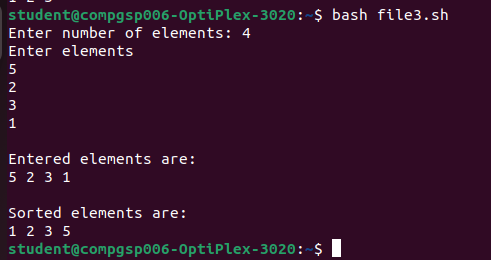 student@compgsp006-OptiPlex-3020:~$ bash file3.sh
Enter number of elements: 4
Enter elements
5
2
3
1
Entered elements are:
5 2 3 1
Sorted elements are:
1 2 3 5
student@compgsp006-OptiPlex-3020:~$